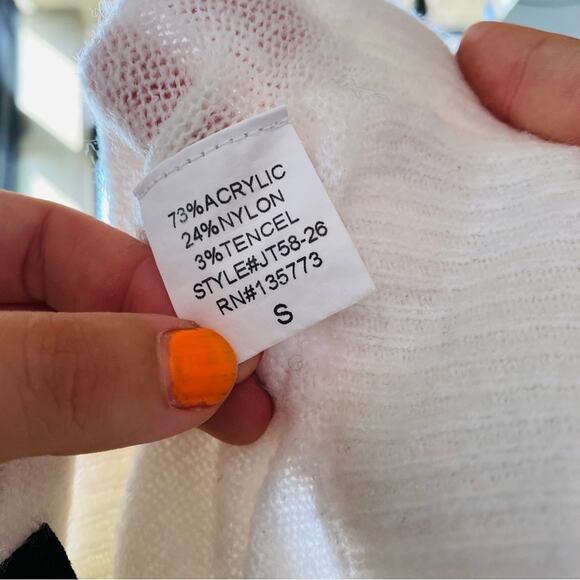 73%ACRYLIC
24%NYLON
3%TENCEL
STYLE#JT58-26
RN#135773
S